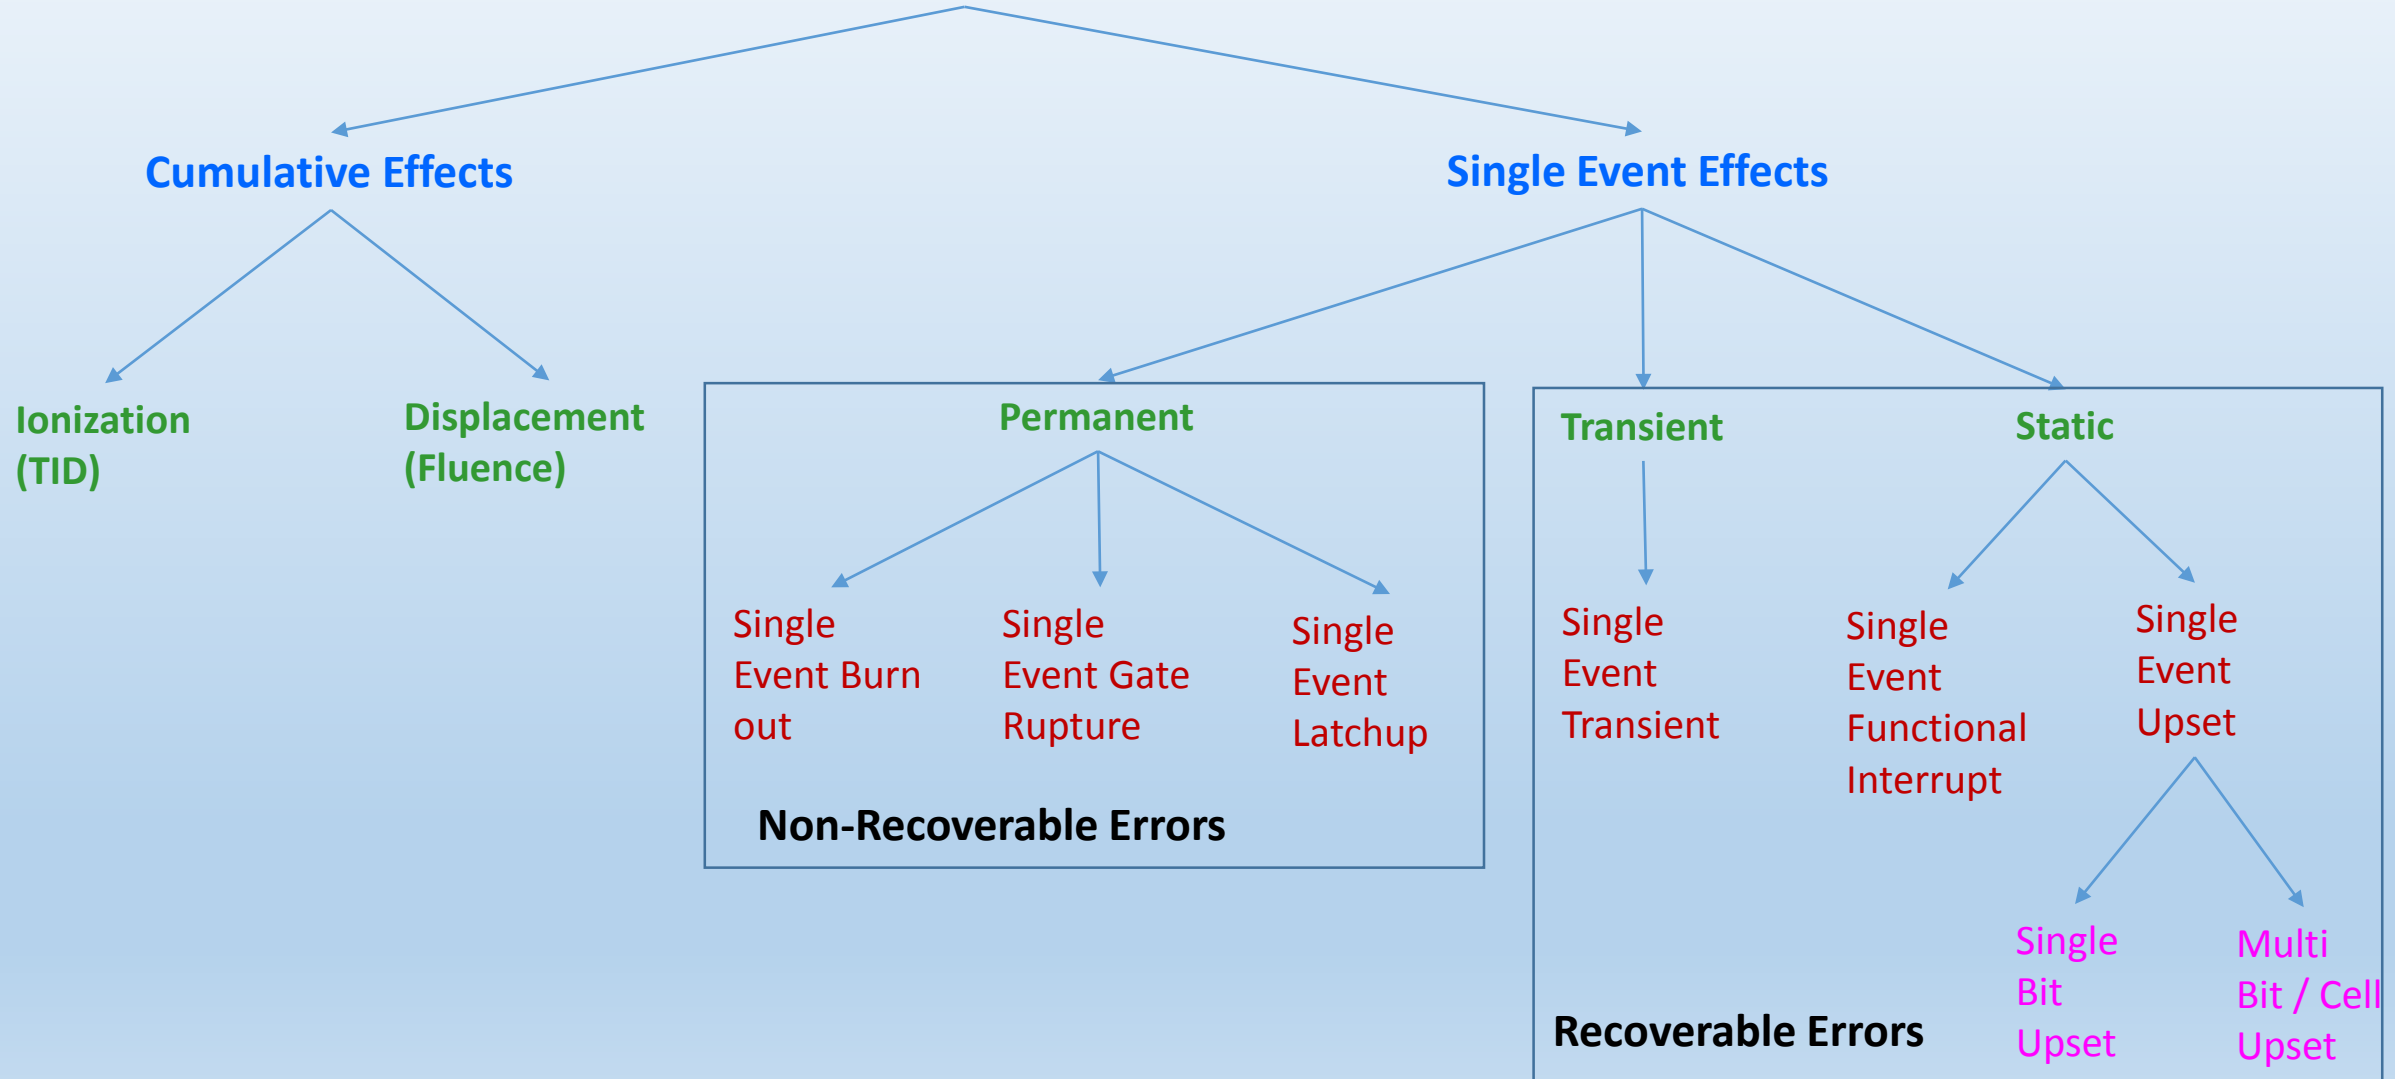 Cumulative Effects
Single Event Effects
Ionization
(TID)
Displacement
(Fluence)
Permanent
Transient
Static
Single
Event Burn
out
Single
Event Gate
Rupture
Single
Event
Latchup
Single
Event
Transient
Single
Event
Functional
Interrupt
Single
Event
Upset
Non-Recoverable Errors
Single
Bit
Upset
Multi
Bit / Cell
Upset
Recoverable Errors